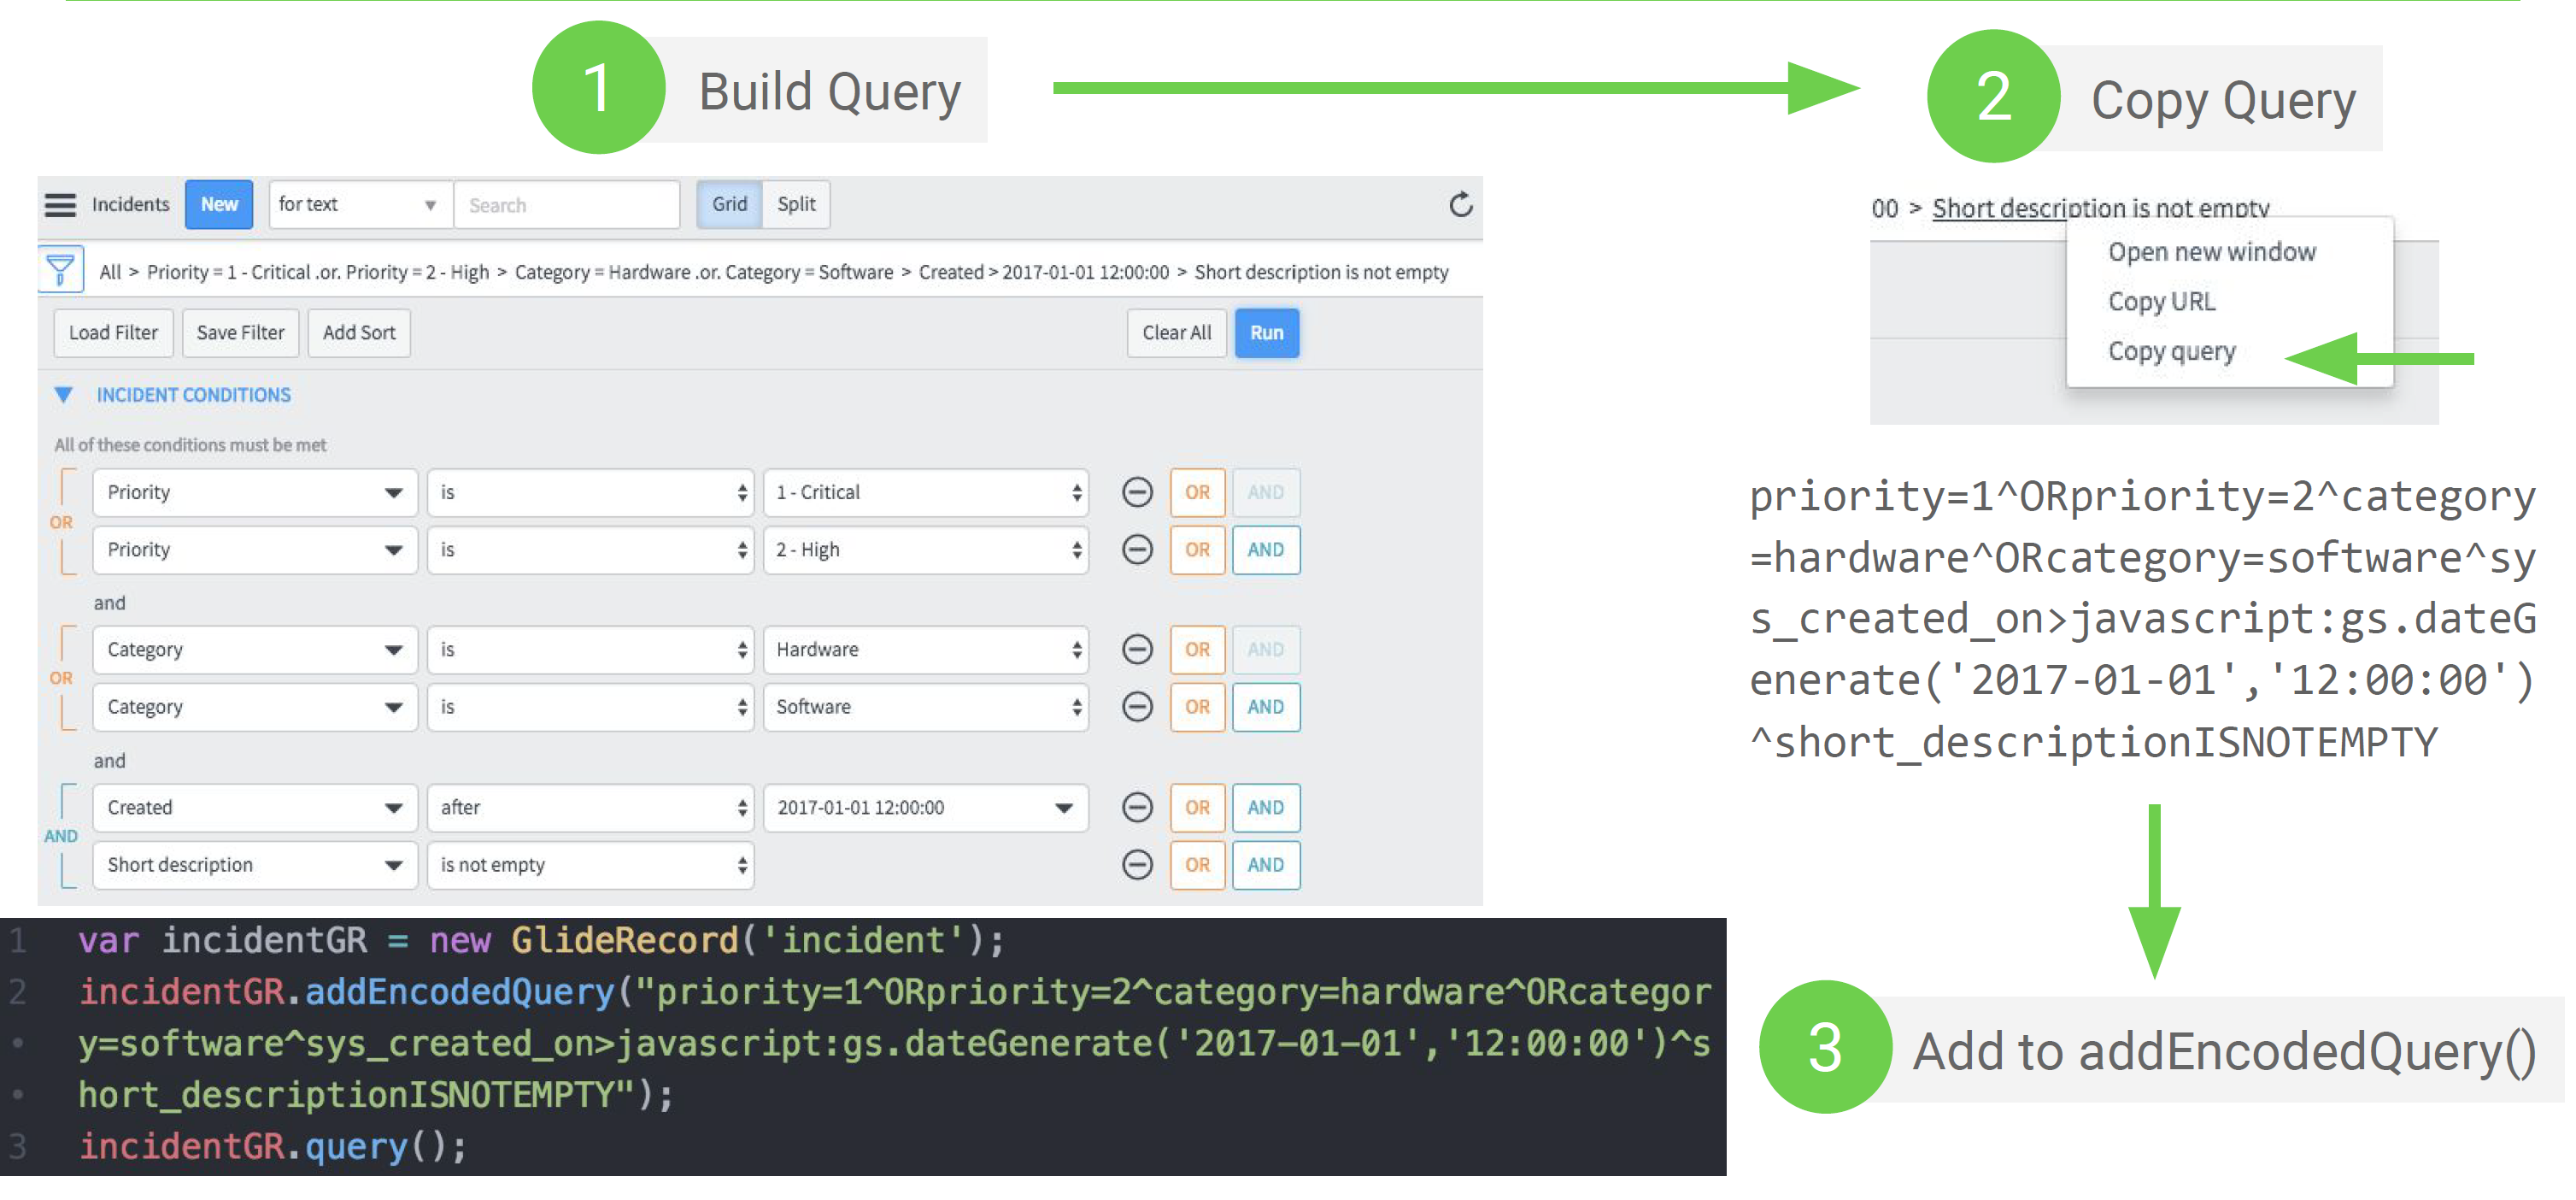 1 Build Query
2 Copy Query
Incidents New for text Search Grid Split
All > Priority = 1 - Critical .or. Priority = 2 - High > Category = Hardware .or. Category = Software > Created > 2017-01-01 12:00:00 > Short description is not empty
Load Filter Save Filter Add Sort Clear All Run
INCIDENT CONDITIONS
All of these conditions must be met
Priority is 1 - Critical OR AND
OR
Priority is 2 - High OR AND
and
Category is Hardware OR AND
OR
Category is Software OR AND
and
Created after 2017-01-01 12:00:00 OR AND
AND
Short description is not empty OR AND
00 > Short description is not empty
Open new window
Copy URL
Copy query
priority=1^ORpriority=2^category
=hardware^ORcategory=software^sy
s_created_on>javascript:gs.dateG
enerate('2017-01-01','12:00:00')
^short_descriptionISNOTEMPTY
1 var incidentGR = new GlideRecord('incident');
2 incidentGR.addEncodedQuery("priority=1^ORpriority=2^category=hardware^ORcategor
• y=software^sys_created_on>javascript:gs.dateGenerate('2017-01-01','12:00:00')^s
• hort_descriptionISNOTEMPTY");
3 incidentGR.query();
3 Add to addEncodedQuery()